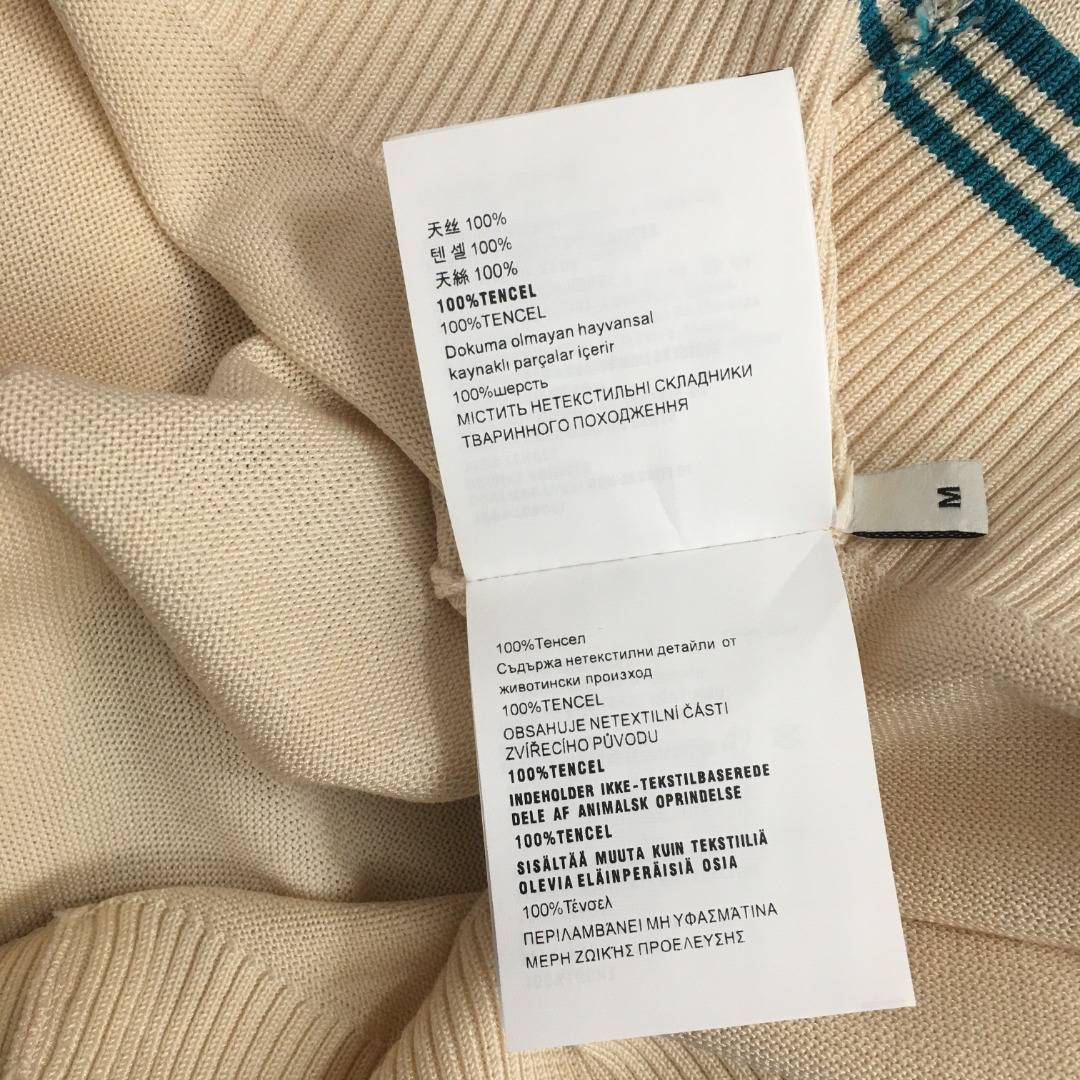 天丝 100%
텐 셀 100%
天絲 100%
100%TENCEL
100%TENCEL
Dokuma olmayan hayvansal
kaynaklı parçalar içerir
100%шерсть
МІСТИТЬ НЕТЕКСТИЛЬНІ СКЛАДНИКИ
ТВАРИННОГО ПОХОДЖЕННЯ
M
100%Тенсел
Съдържа нетекстилни детайли от
животински произход
100%TENCEL
OBSAHUJE NETEXTILNÍ ČÁSTI
ZVÍŘECÍHO PŮVODU
100%TENCEL
INDEHOLDER IKKE-TEKSTILBASEREDE
DELE AF ANIMALSK OPRINDELSE
100%TENCEL
SISÄLTÄÄ MUUTA KUIN TEKSTIILIÄ
OLEVIA ELÄINPERÄISIÄ OSIA
100%Τένσελ
ΠΕΡΙΛΑΜΒΆΝΕΙ ΜΗ ΥΦΑΣΜΆΤΙΝΑ
ΜΕΡΗ ΖΩΙΚΉΣ ΠΡΟΕΛΕΥΣΗΣ